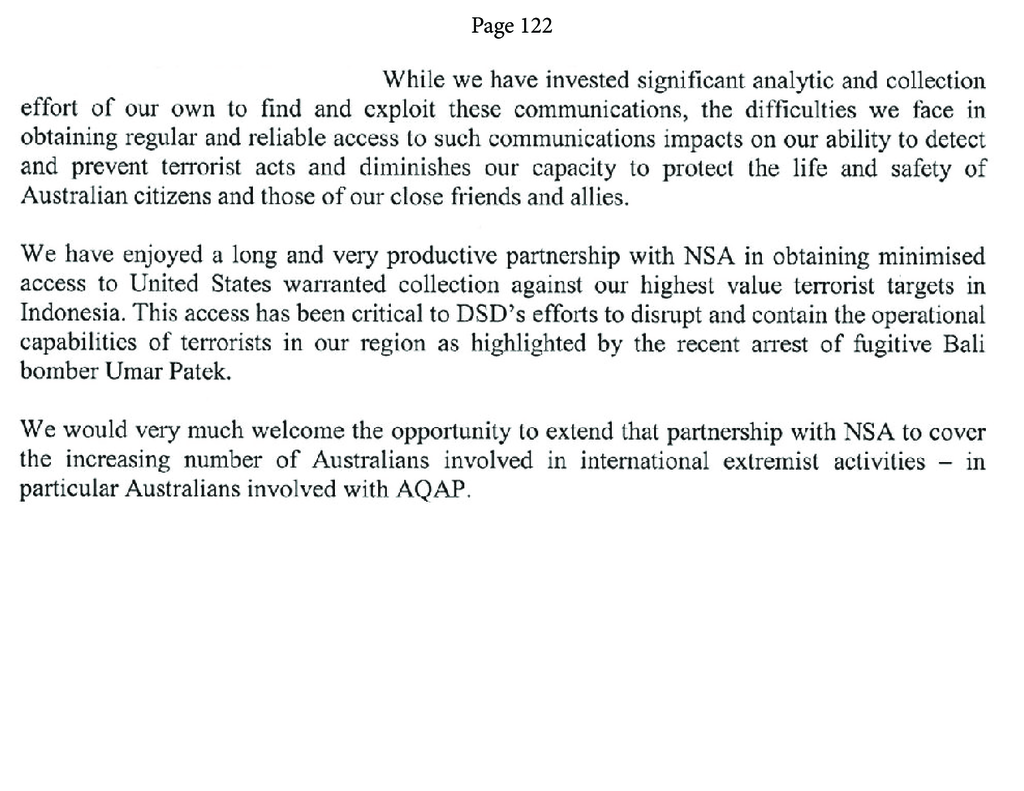 Page 122
While we have invested significant analytic and collection
effort of our own to find and exploit these communications, the difficulties we face in
obtaining regular and reliable access to such communications impacts on our ability to detect
and prevent terrorist acts and diminishes our capacity to protect the life and safety of
Australian citizens and those of our close friends and allies.
We have enjoyed a long and very productive partnership with NSA in obtaining minimised
access to United States warranted collection against our highest value terrorist targets in
Indonesia. This access has been critical to DSD's efforts to disrupt and contain the operational
capabilities of terrorists in our region as highlighted by the recent arrest of fugitive Bali
bomber Umar Patek.
We would very much welcome the opportunity to extend that partnership with NSA to cover
the increasing number of Australians involved in international extremist activities – in
particular Australians involved with AQAP.